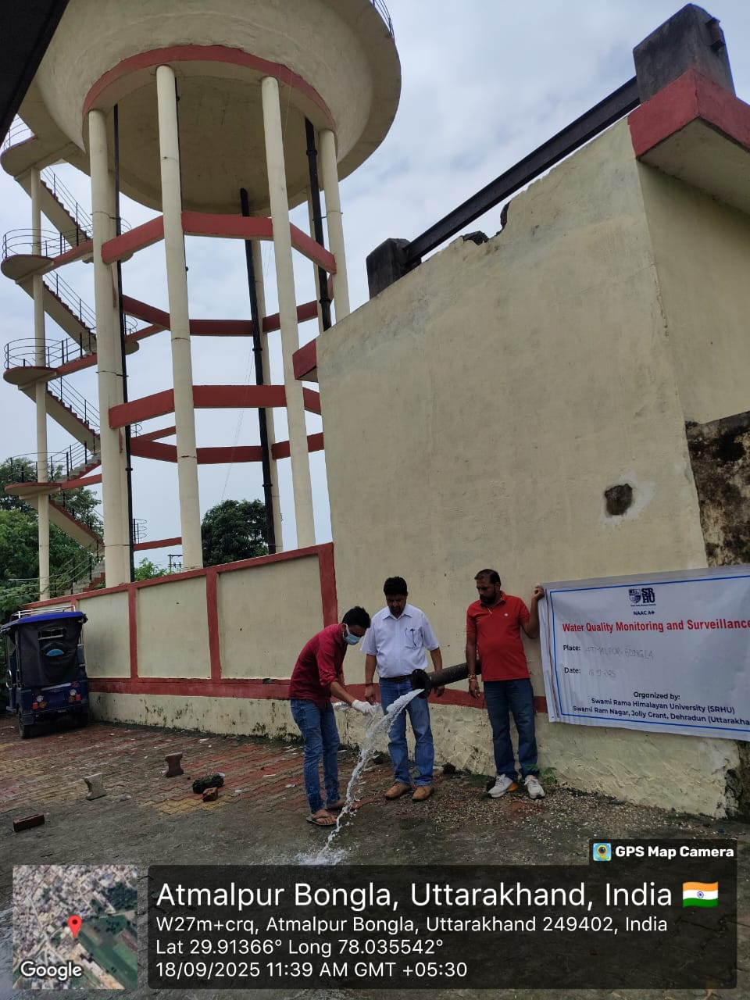 SR
HU
NAAC A+
Water Quality Monitoring and Surveillance
Place: ATMALPUR BONGLA
Date:
Organized by:
Swami Rama Himalayan University (SRHU)
Swami Ram Nagar, Jolly Grant, Dehradun (Uttarakha
GPS Map Camera
Atmalpur Bongla, Uttarakhand, India
W27m+crq, Atmalpur Bongla, Uttarakhand 249402, India
Lat 29.91366° Long 78.035542°
18/09/2025 11:39 AM GMT +05:30
Google